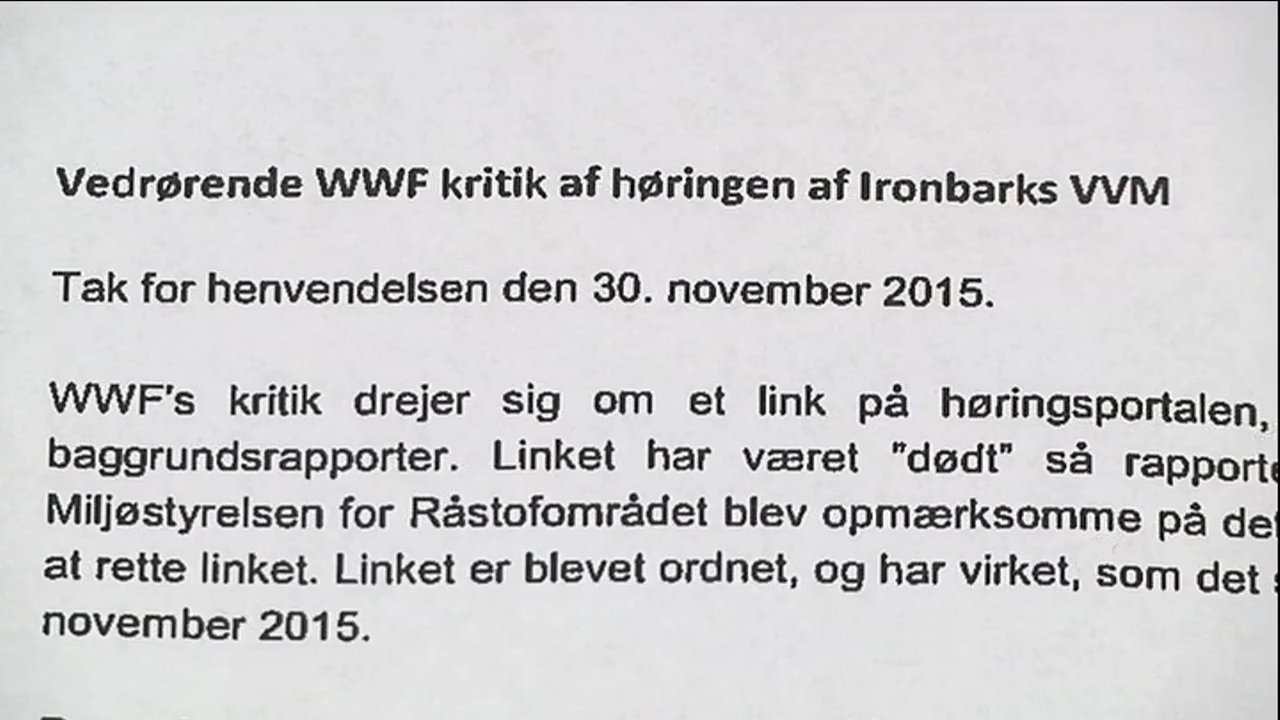 Vedrørende WWF kritik af høringen af Ironbarks VVM
Tak for henvendelsen den 30. november 2015.
WWF's kritik drejer sig om et link på høringsportalen,
baggrundsrapporter. Linket har været "dødt" så
Miljøstyrelsen for Råstofområdet blev opmærksomme på
at rette linket. Linket er blevet ordnet, og har virket, som det
november 2015.